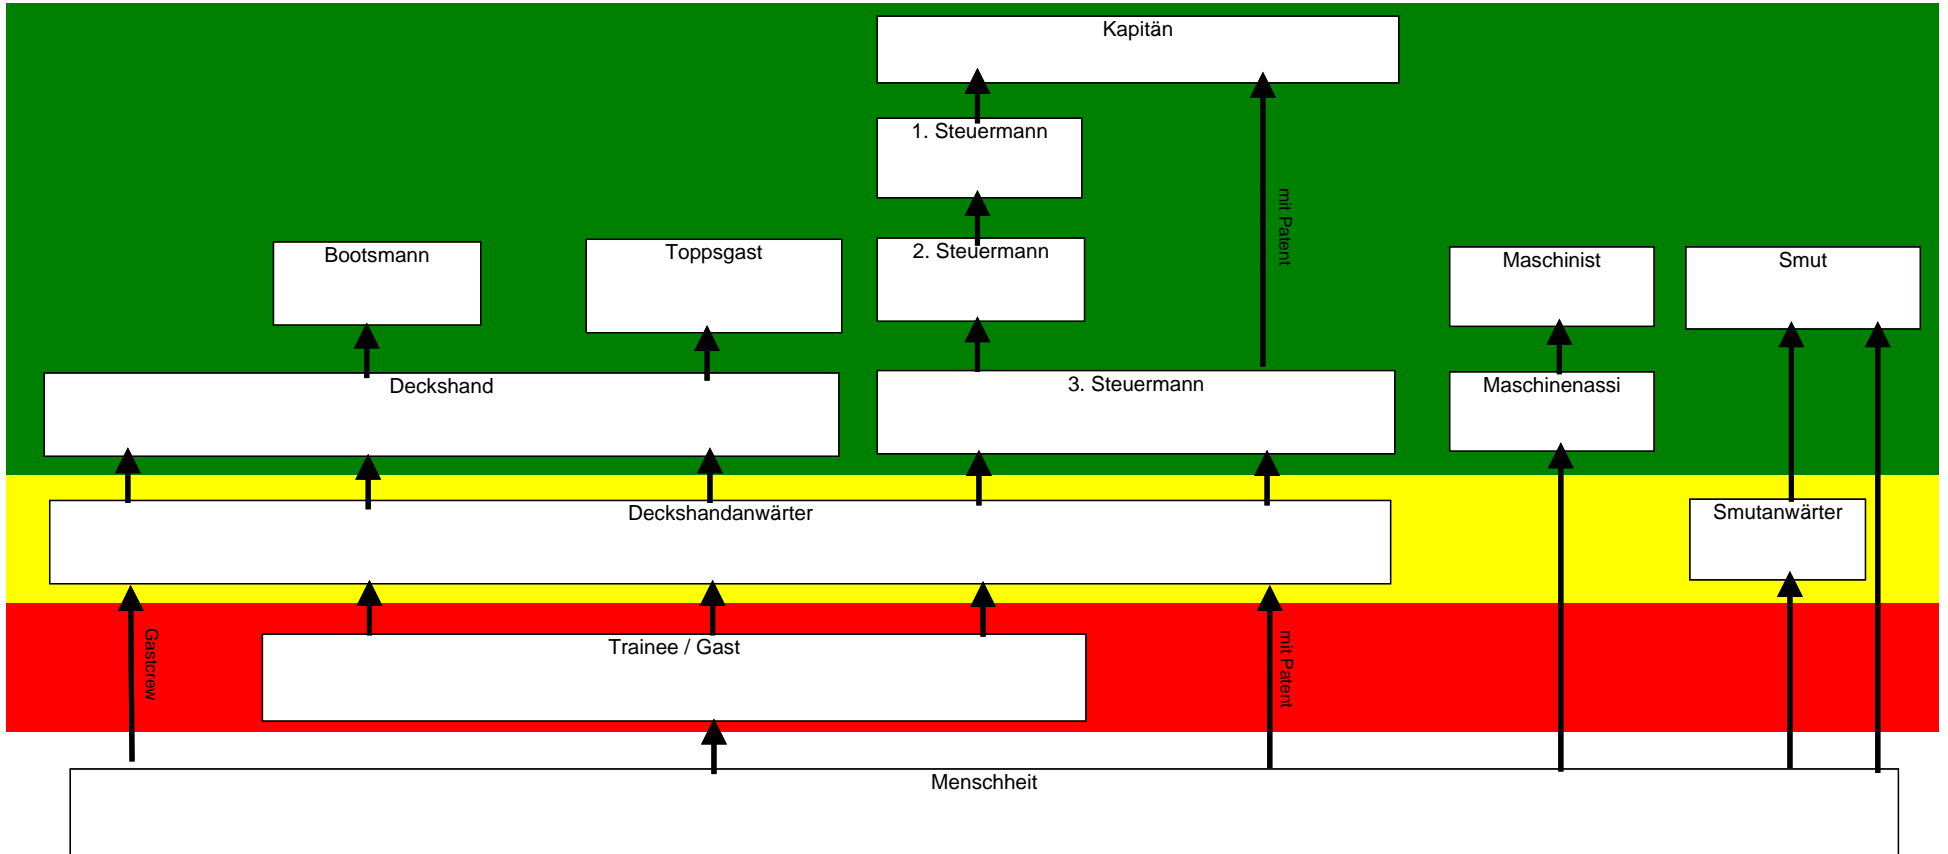 Kapitän
1. Steuermann
mit Patent
Bootsmann
Toppsgast
2. Steuermann
Maschinist
Smut
Deckshand
3. Steuermann
Maschinenassi
Deckshandanwärter
Smutanwärter
Gastcrew
Trainee / Gast
mit Patent
Menschheit